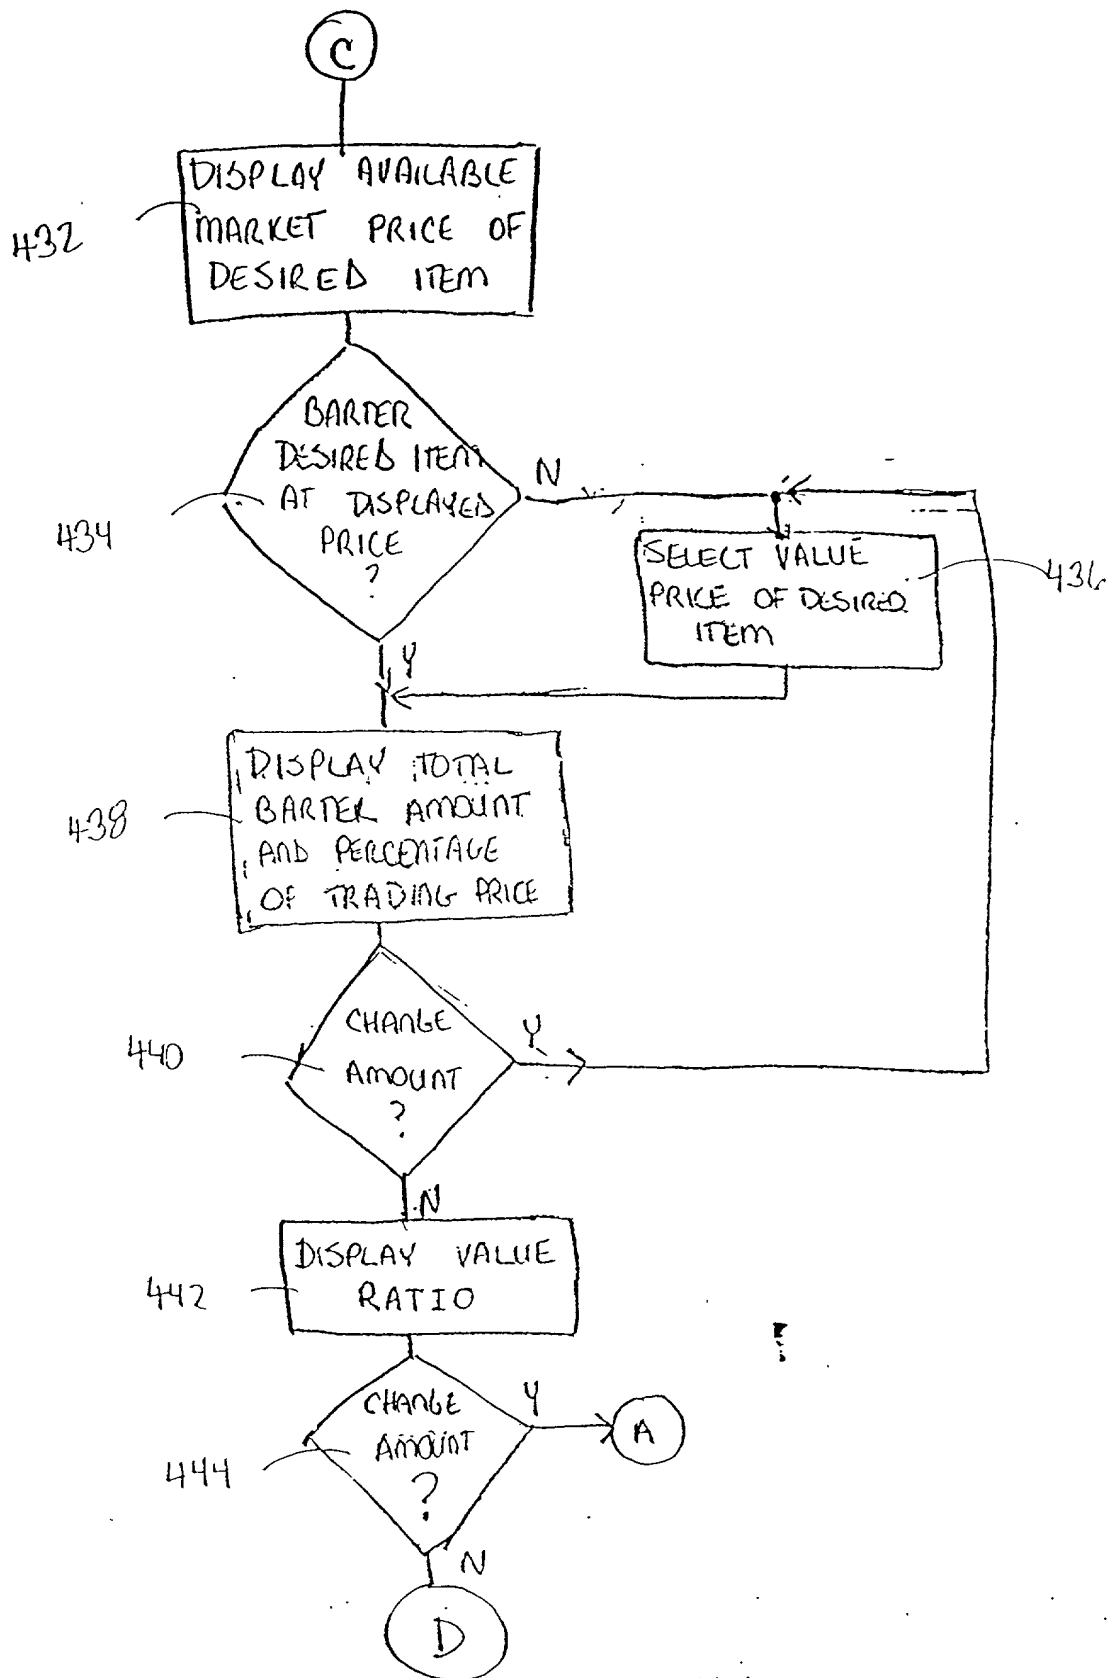 C
DISPLAY AVAILABLE
MARKET PRICE OF
DESIRED ITEM
432
BARTER
DESIRED ITEM
AT DISPLAYED
PRICE
?
434
N
SELECT VALUE
PRICE OF DESIRED
ITEM
436
Y
DISPLAY TOTAL
BARTER AMOUNT
AND PERCENTAGE
OF TRADING PRICE
438
CHANGE
AMOUNT
?
440
Y
N
DISPLAY VALUE
RATIO
442
CHANGE
AMOUNT
?
444
Y
A
N
D